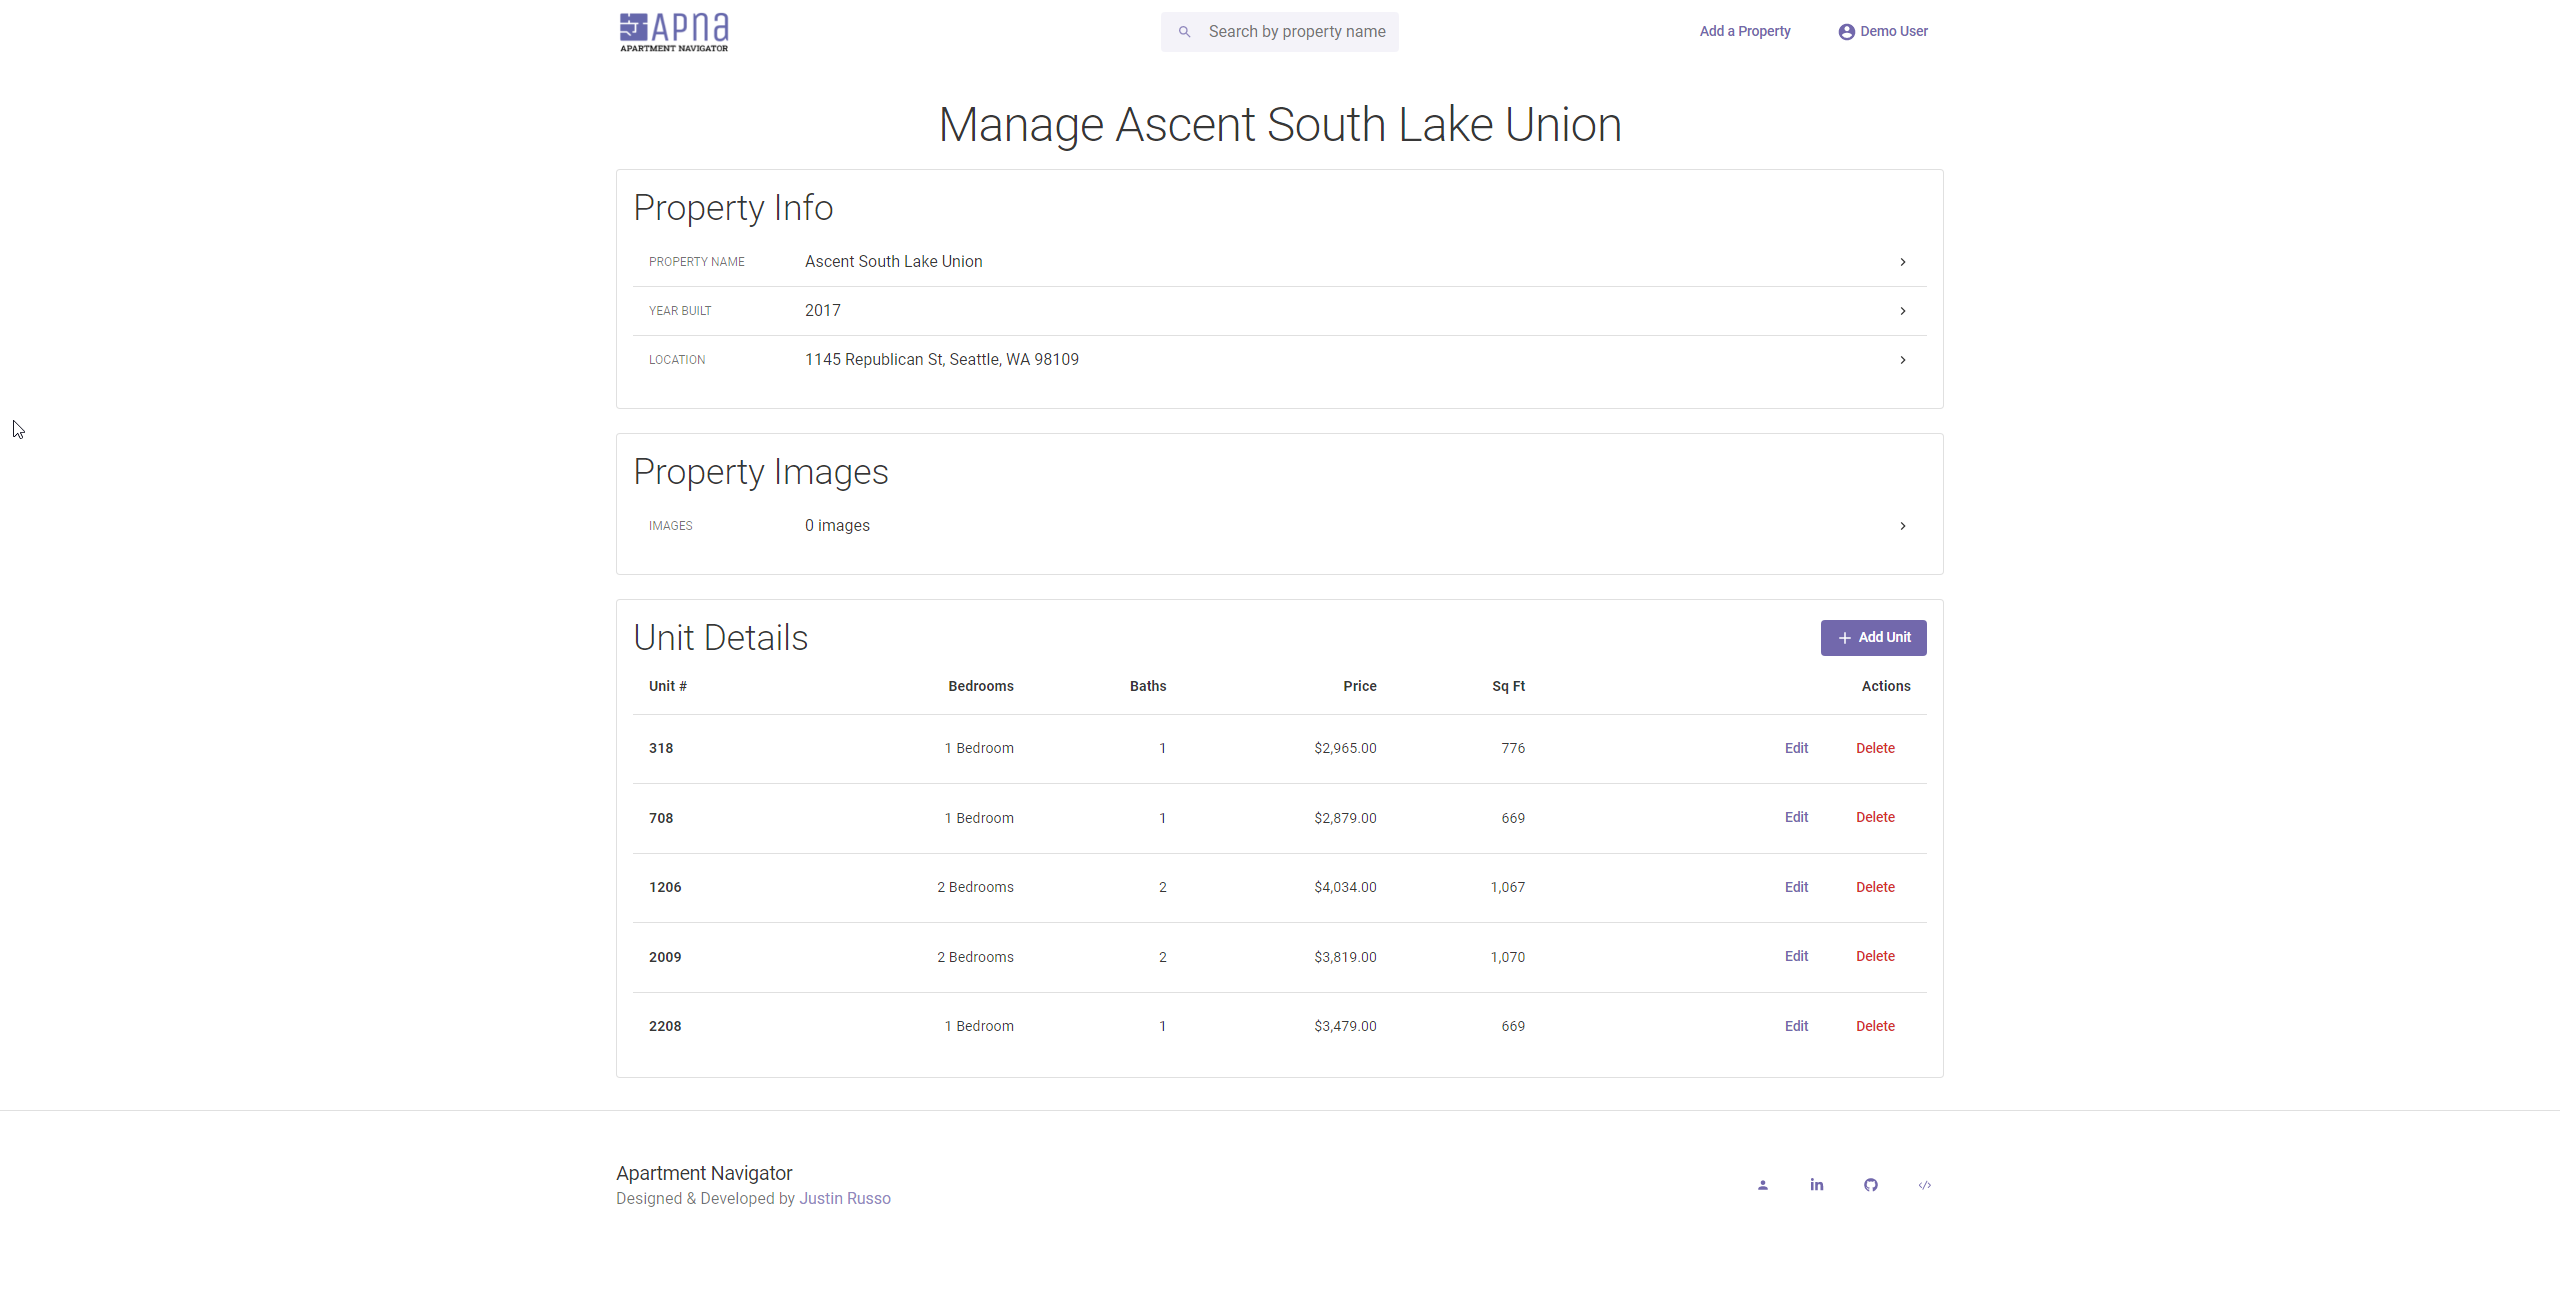 Apna
APARTMENT NAVIGATOR
Search by property name
Add a Property
Demo User
Manage Ascent South Lake Union
Property Info
PROPERTY NAME Ascent South Lake Union
YEAR BUILT 2017
LOCATION 1145 Republican St, Seattle, WA 98109
Property Images
IMAGES 0 images
Unit Details
Add Unit
Unit # Bedrooms Baths Price Sq Ft Actions
318 1 Bedroom 1 $2,965.00 776 Edit Delete
708 1 Bedroom 1 $2,879.00 669 Edit Delete
1206 2 Bedrooms 2 $4,034.00 1,067 Edit Delete
2009 2 Bedrooms 2 $3,819.00 1,070 Edit Delete
2208 1 Bedroom 1 $3,479.00 669 Edit Delete
Apartment Navigator
Designed & Developed by Justin Russo